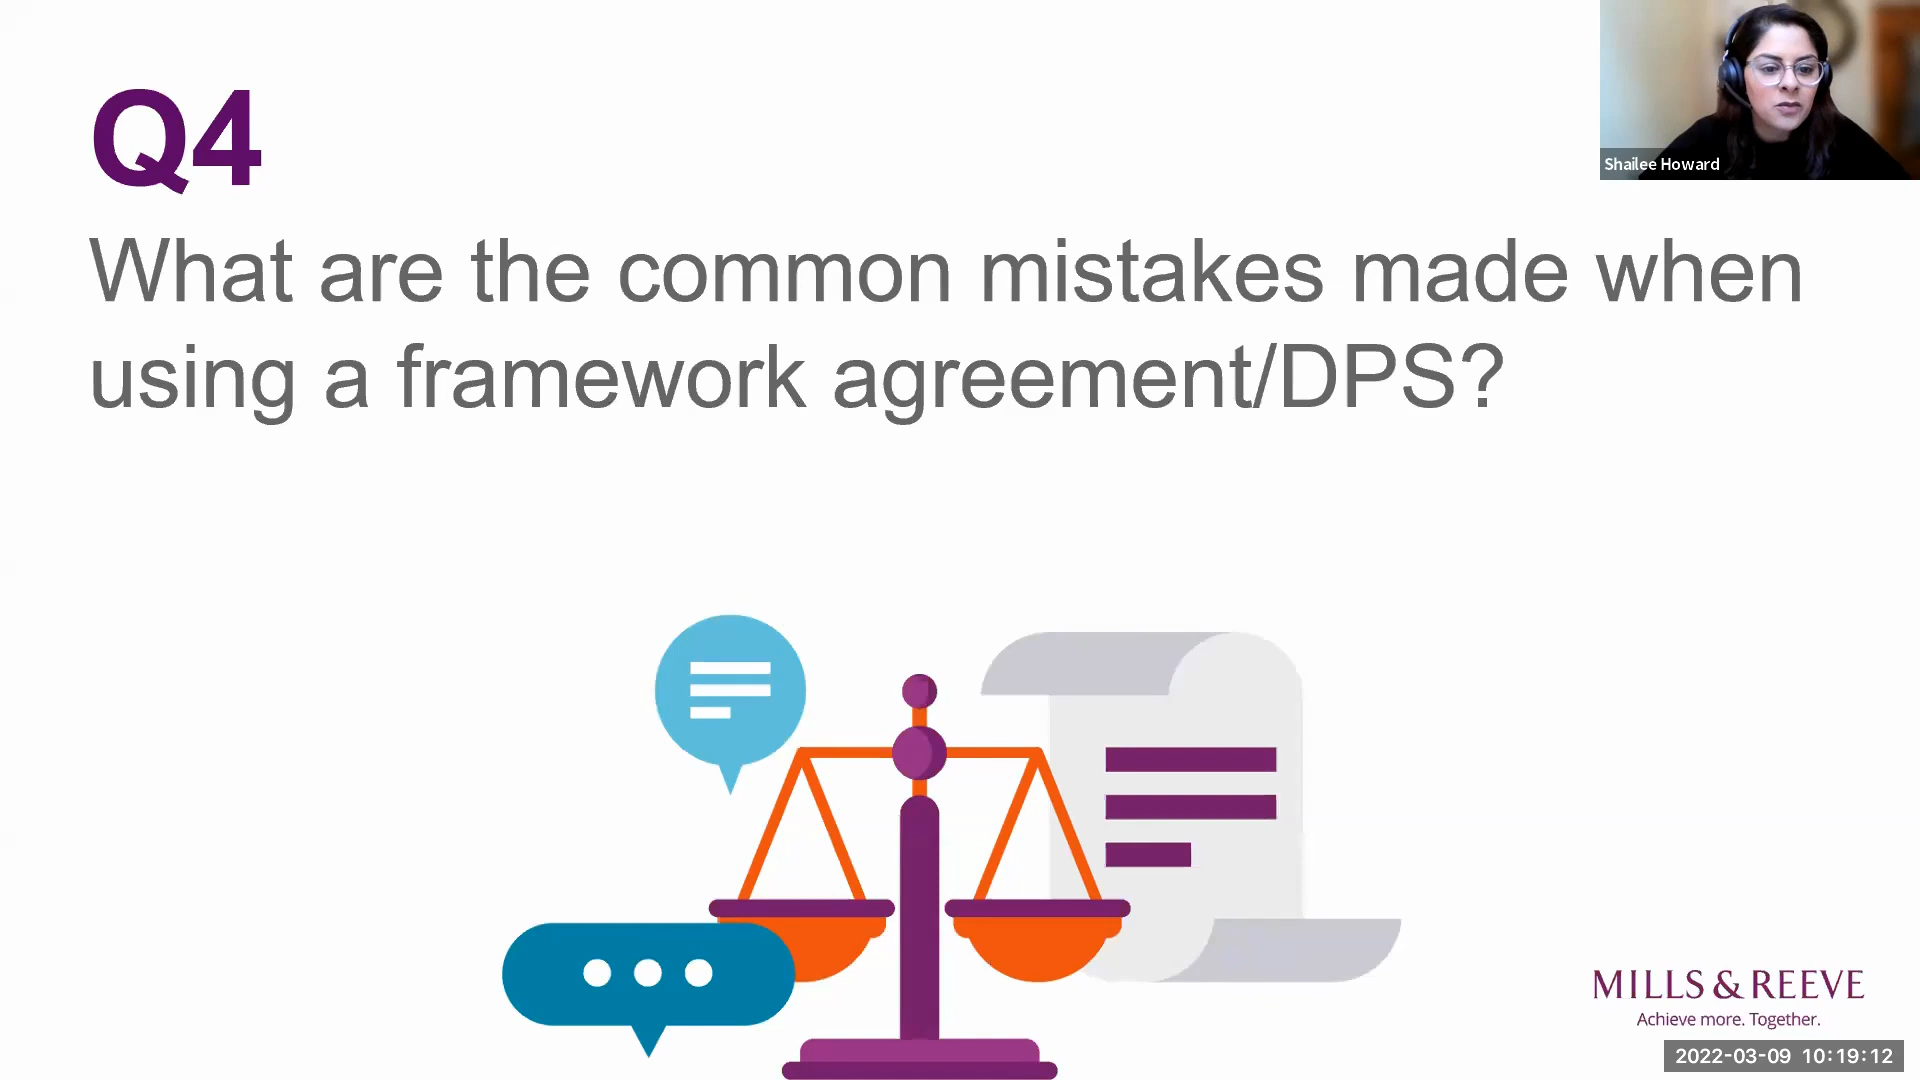 Q4
What are the common mistakes made when
using a framework agreement/DPS?
Shailee Howard
MILLS & REEVE
Achieve more. Together.
2022-03-09 10:19:12